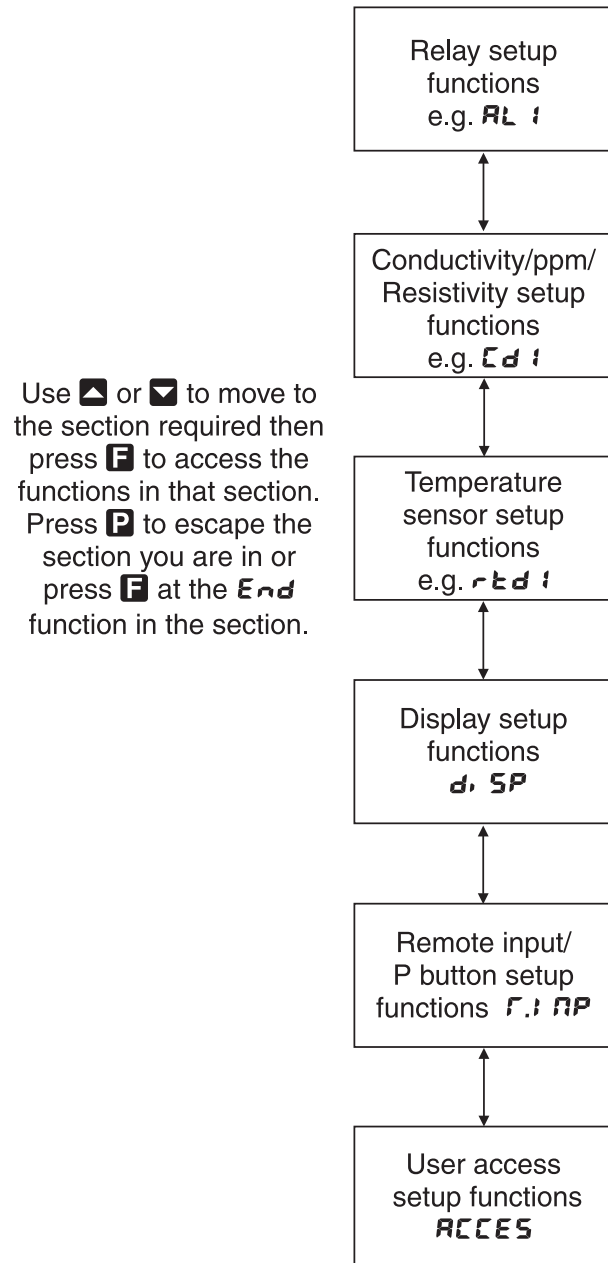 Relay setup
functions
e.g. AL 1
Conductivity/ppm/
Resistivity setup
functions
e.g. Cd 1
Use ▲ or ▼ to move to
the section required then
press F to access the
functions in that section.
Press P to escape the
section you are in or
press F at the End
function in the section.
Temperature
sensor setup
functions
e.g. rtd 1
Display setup
functions
di SP
Remote input/
P button setup
functions r.I NP
User access
setup functions
ACCES